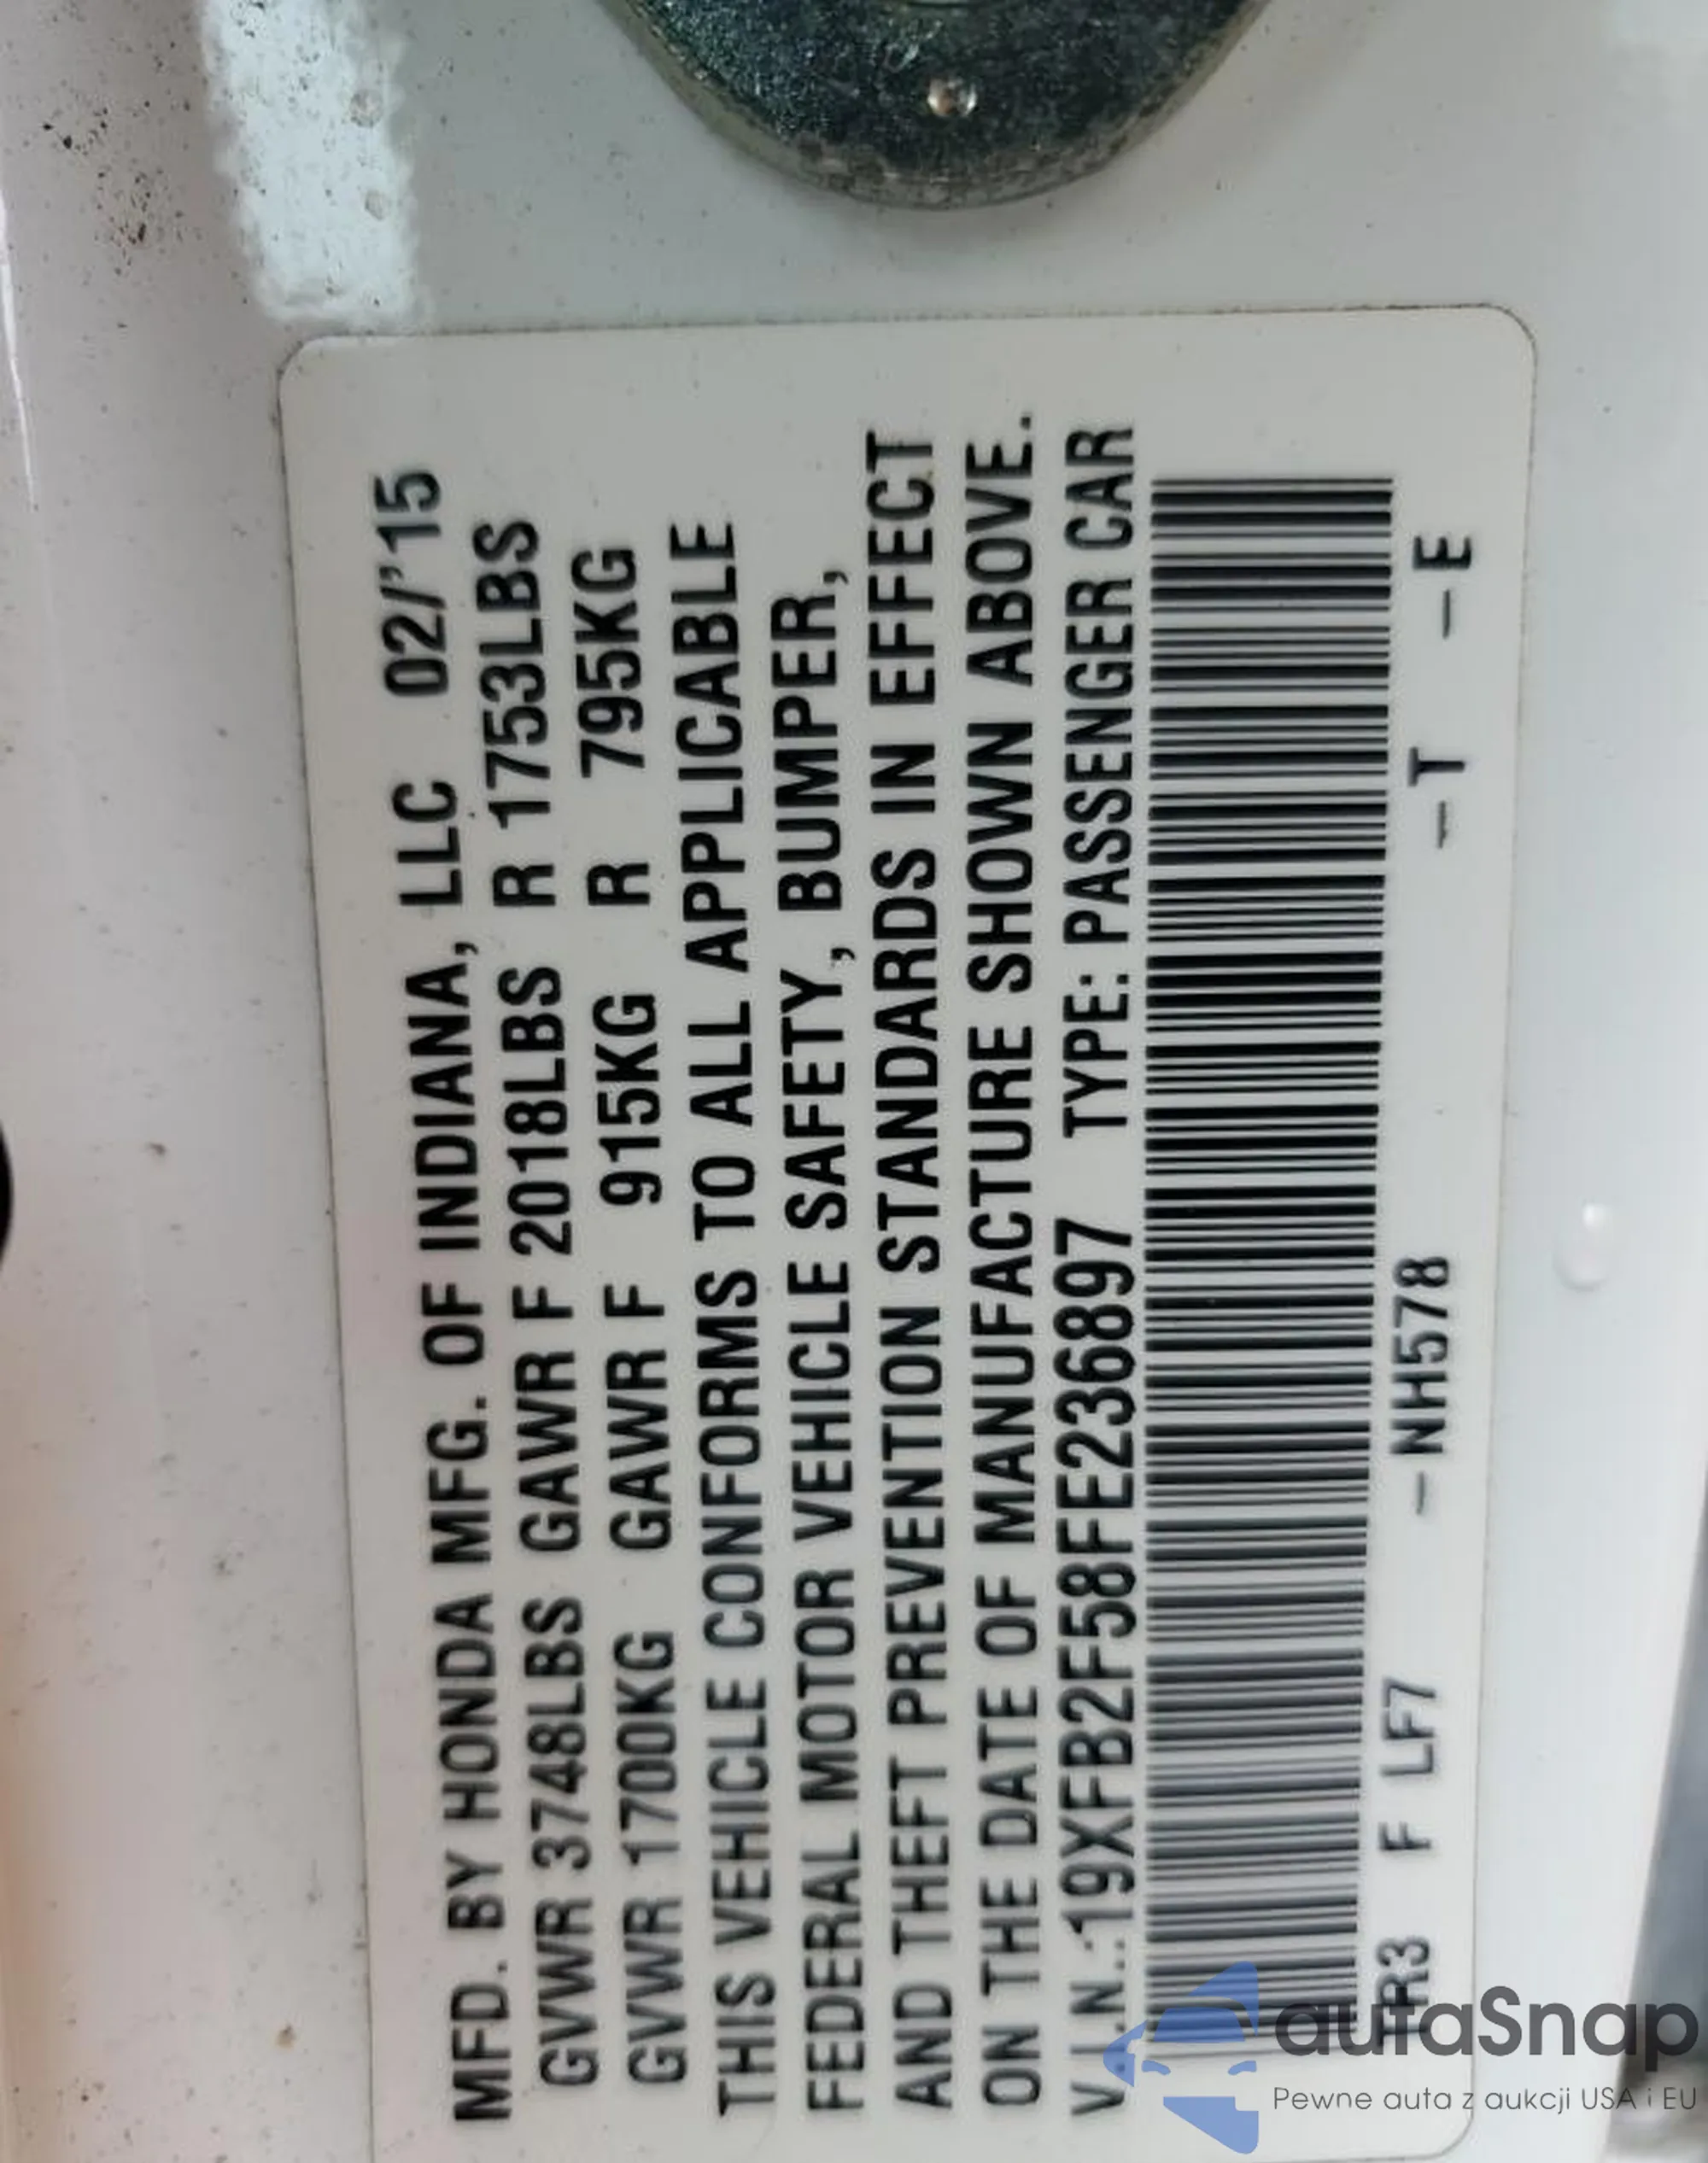 MFD. BY HONDA MFG. OF INDIANA, LLC 02/'15
GVWR 3748LBS GAWR F 2018LBS R 1753LBS
GVWR 1700KG GAWR F 915KG R 795KG
THIS VEHICLE CONFORMS TO ALL APPLICABLE
FEDERAL MOTOR VEHICLE SAFETY, BUMPER,
AND THEFT PREVENTION STANDARDS IN EFFECT
ON THE DATE OF MANUFACTURE SHOWN ABOVE.
V.I.N.:19XFB2F58FE236897 TYPE: PASSENGER CAR
TR3 F LF7 –NH578 –T –E
autaSnap
Pewne auta z aukcji USA i EU